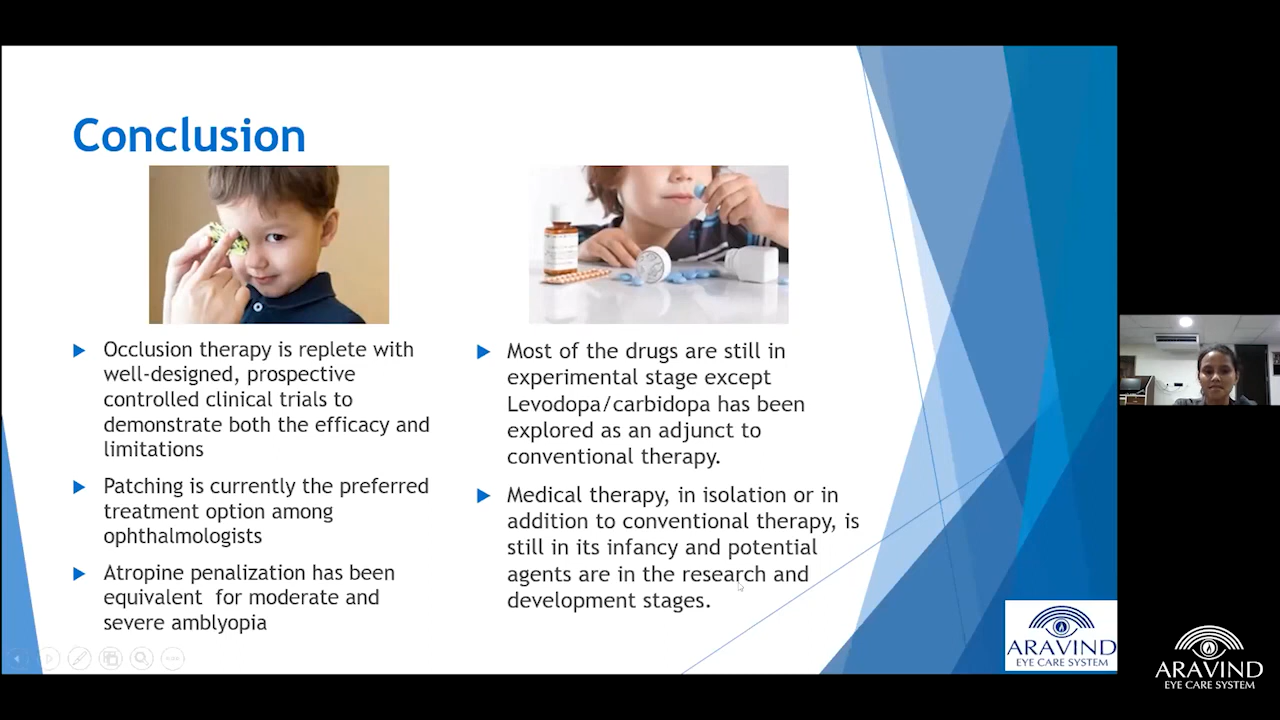 Conclusion
Occlusion therapy is replete with
well-designed, prospective
controlled clinical trials to
demonstrate both the efficacy and
limitations
Patching is currently the preferred
treatment option among
ophthalmologists
Atropine penalization has been
equivalent for moderate and
severe amblyopia
Most of the drugs are still in
experimental stage except
Levodopa/carbidopa has been
explored as an adjunct to
conventional therapy.
Medical therapy, in isolation or in
addition to conventional therapy, is
still in its infancy and potential
agents are in the research and
development stages.
ARAVIND
EYE CARE SYSTEM
ARAVIND
EYE CARE SYSTEM